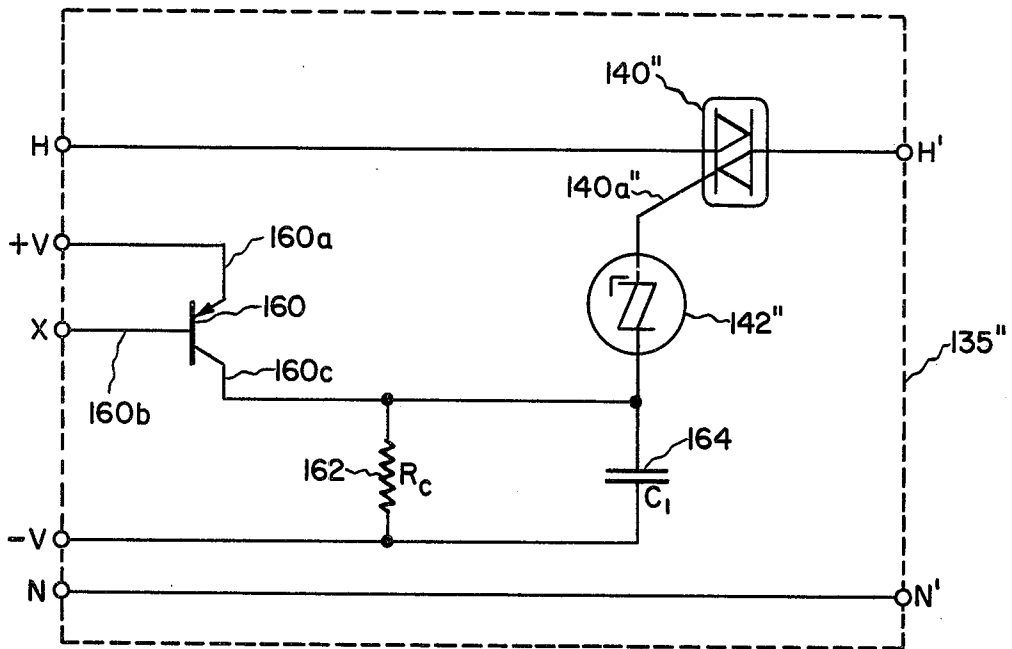 140"
H
H'
140a"
+V
160a
160
X
142"
135"
160c
160b
164
162
Rc
C1
-V
N
N'